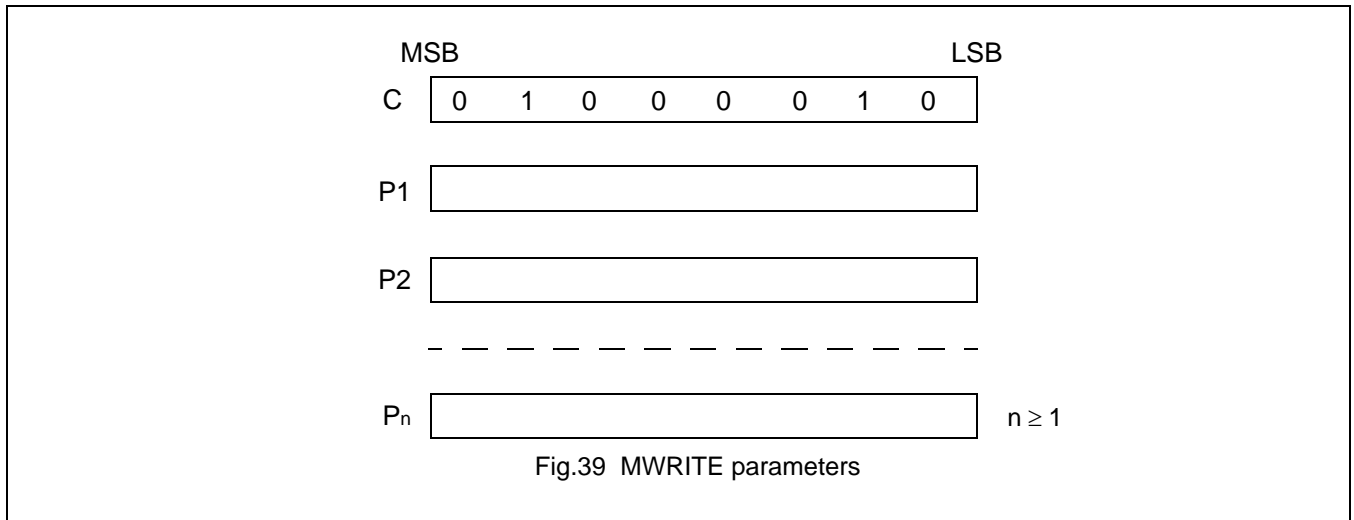 MSB LSB
C 0 1 0 0 0 0 1 0
P1
P2
Pn n ≥ 1
Fig.39 MWRITE parameters